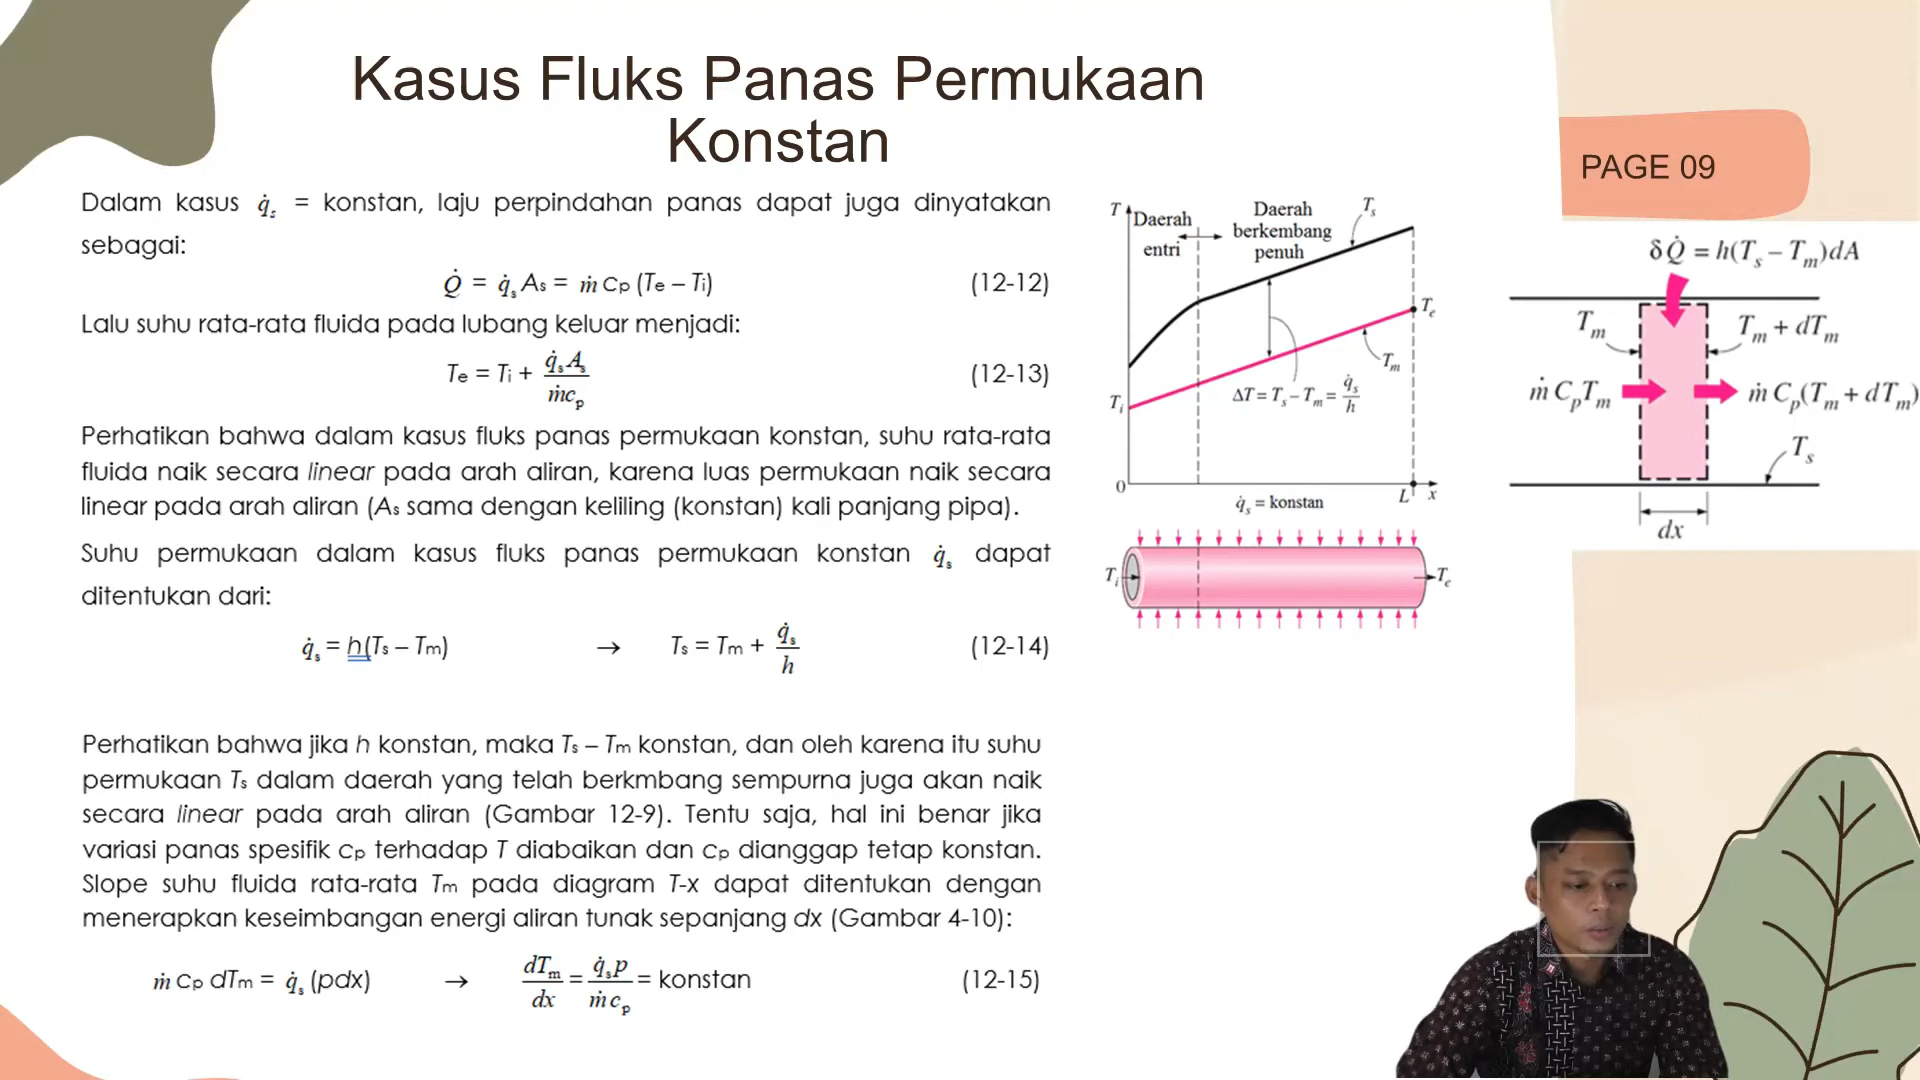 Kasus Fluks Panas Permukaan
Konstan
PAGE 09
Dalam kasus q̇s = konstan, laju perpindahan panas dapat juga dinyatakan
sebagai:
Q̇ = q̇s As = ṁ Cp (Te – Ti) (12-12)
Lalu suhu rata-rata fluida pada lubang keluar menjadi:
Te = Ti + q̇sAs / ṁcp (12-13)
Perhatikan bahwa dalam kasus fluks panas permukaan konstan, suhu rata-rata
fluida naik secara linear pada arah aliran, karena luas permukaan naik secara
linear pada arah aliran (As sama dengan keliling (konstan) kali panjang pipa).
Suhu permukaan dalam kasus fluks panas permukaan konstan q̇s dapat
ditentukan dari:
q̇s = h(Ts – Tm) → Ts = Tm + q̇s / h (12-14)
Perhatikan bahwa jika h konstan, maka Ts – Tm konstan, dan oleh karena itu suhu
permukaan Ts dalam daerah yang telah berkmbang sempurna juga akan naik
secara linear pada arah aliran (Gambar 12-9). Tentu saja, hal ini benar jika
variasi panas spesifik cp terhadap T diabaikan dan cp dianggap tetap konstan.
Slope suhu fluida rata-rata Tm pada diagram T-x dapat ditentukan dengan
menerapkan keseimbangan energi aliran tunak sepanjang dx (Gambar 4-10):
ṁ Cp dTm = q̇s (pdx) → dTm / dx = q̇sp / ṁcp = konstan (12-15)
T
Daerah
entri
Daerah
berkembang
penuh
Ts
Te
Tm
ΔT = Ts – Tm = q̇s / h
Ti
0
L x
q̇s = konstan
Ti
Te
δQ̇ = h(Ts – Tm)dA
Tm
Tm + dTm
ṁ CpTm
ṁ Cp(Tm + dTm)
Ts
dx